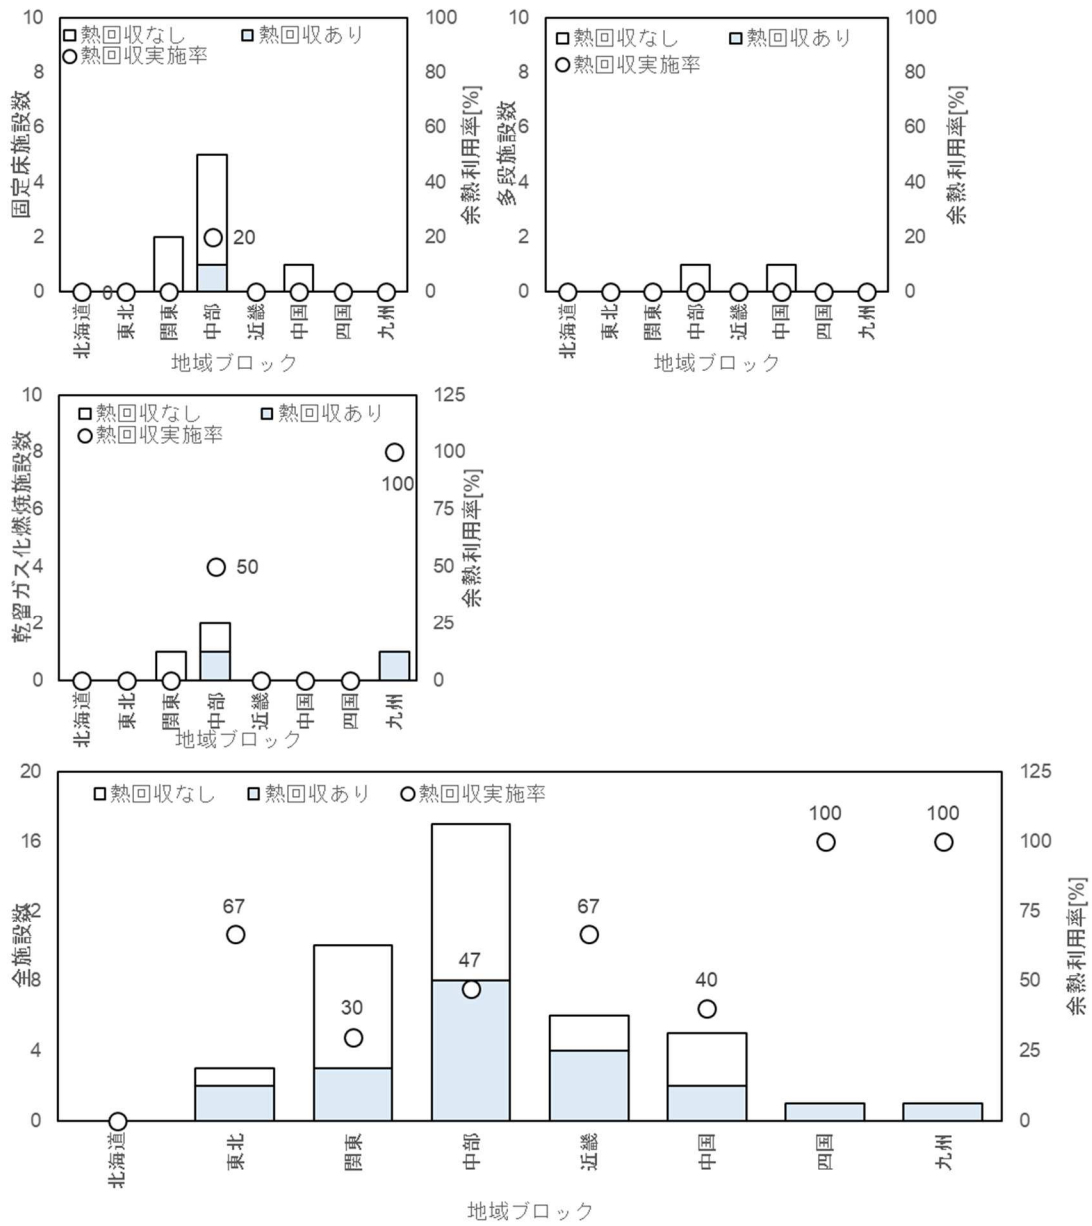 固定床施設数
10
8
6
4
2
0
熱回収なし 熱回収あり
熱回収実施率
20
0
100
80
60
40
20
0
余熱利用率[%]
北海道 東北 関東 中部 近畿 中国 四国 九州
地域ブロック
多段施設数
10
8
6
4
2
0
熱回収なし 熱回収あり
熱回収実施率
100
80
60
40
20
0
余熱利用率[%]
北海道 東北 関東 中部 近畿 中国 四国 九州
地域ブロック
乾留ガス化燃焼施設数
10
8
6
4
2
0
熱回収なし 熱回収あり
熱回収実施率
100
50
125
100
75
50
25
0
余熱利用率[%]
北海道 東北 関東 中部 近畿 中国 四国 九州
地域ブロック
全施設数
20
16
12
8
4
0
熱回収なし 熱回収あり 熱回収実施率
67 30 47 67 40 100 100
125
100
75
50
25
0
余熱利用率[%]
北海道 東北 関東 中部 近畿 中国 四国 九州
地域ブロック